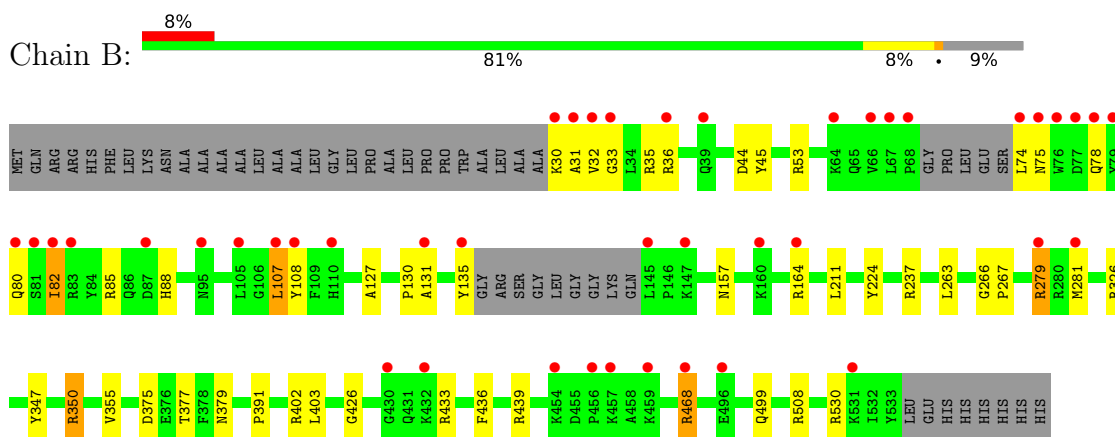 8%
Chain B:
81% 8% • 9%
MET GLN ARG ARG HIS PHE LEU LYS ASN ALA ALA ALA ALA LEU ALA ALA LEU GLY LEU PRO ALA LEU PRO PRO TRP ALA LEU ALA ALA K30 A31 V32 G33 L34 R35 R36 Q39 D44 Y45 R53 K64 Q65 V66 L67 P68 GLY PRO LEU GLU SER L74 N75 W76 D77 Q78 Y79
Q80 S81 I82 R83 Y84 R85 Q86 D87 H88 N95 L105 G106 L107 Y108 F109 H110 A127 P130 A131 Y135 GLY ARG SER GLY LEU GLY GLY LYS GLN L145 P146 K147 N157 K160 R164 L211 Y224 R237 L263 G266 P267 R279 R280 M281 R326
Y347 R350 V355 D375 E376 T377 F378 N379 P391 R402 L403 G426 G430 Q431 K432 R433 F436 R439 K454 D455 P456 K457 A458 K459 R468 E496 Q499 R508 R530 K531 I532 Y533 LEU GLU HIS HIS HIS HIS HIS HIS